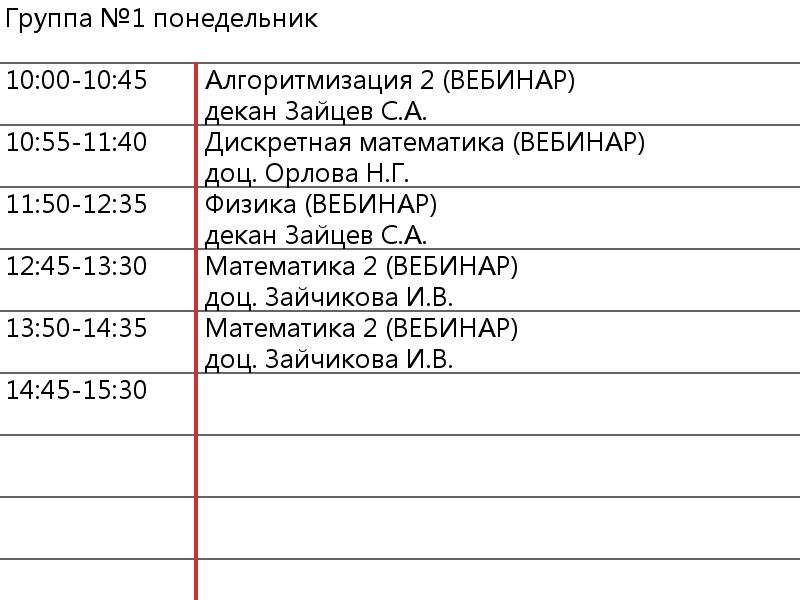 Группа №1 понедельник
10:00-10:45 Алгоритмизация 2 (ВЕБИНАР)
декан Зайцев С.А.
10:55-11:40 Дискретная математика (ВЕБИНАР)
доц. Орлова Н.Г.
11:50-12:35 Физика (ВЕБИНАР)
декан Зайцев С.А.
12:45-13:30 Математика 2 (ВЕБИНАР)
доц. Зайчикова И.В.
13:50-14:35 Математика 2 (ВЕБИНАР)
доц. Зайчикова И.В.
14:45-15:30